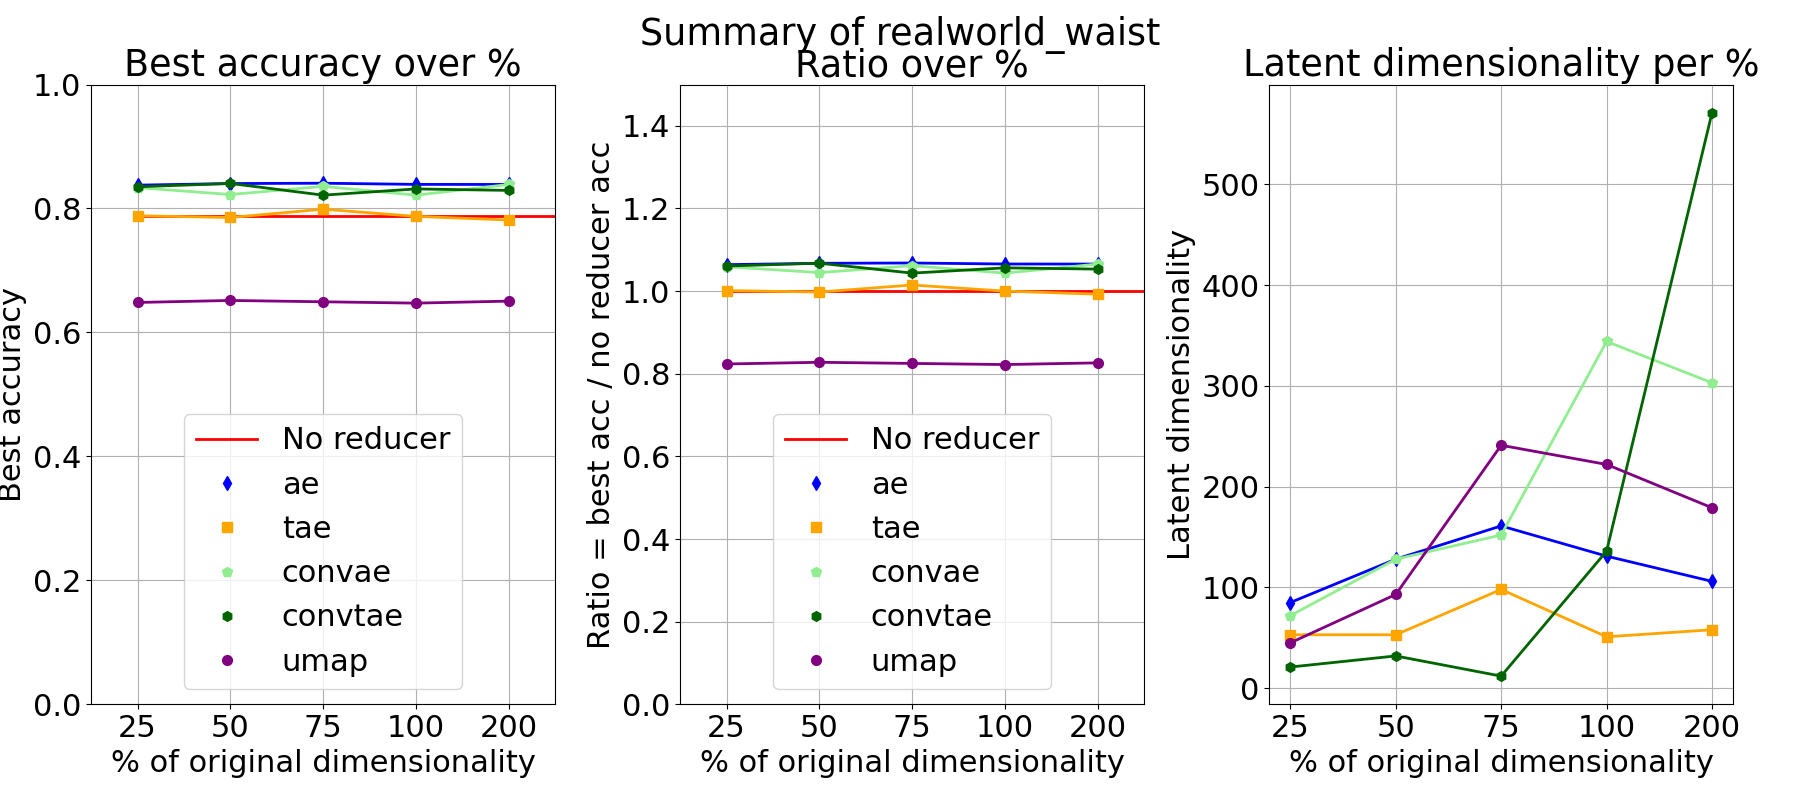 Summary of realworld_waist
Best accuracy over %
Best accuracy
1.0
0.8
0.6
0.4
0.2
0.0
No reducer
ae
tae
convae
convtae
umap
25 50 75 100 200
% of original dimensionality
Ratio over %
Ratio = best acc / no reducer acc
1.4
1.2
1.0
0.8
0.6
0.4
0.2
0.0
No reducer
ae
tae
convae
convtae
umap
25 50 75 100 200
% of original dimensionality
Latent dimensionality per %
Latent dimensionality
500
400
300
200
100
0
25 50 75 100 200
% of original dimensionality